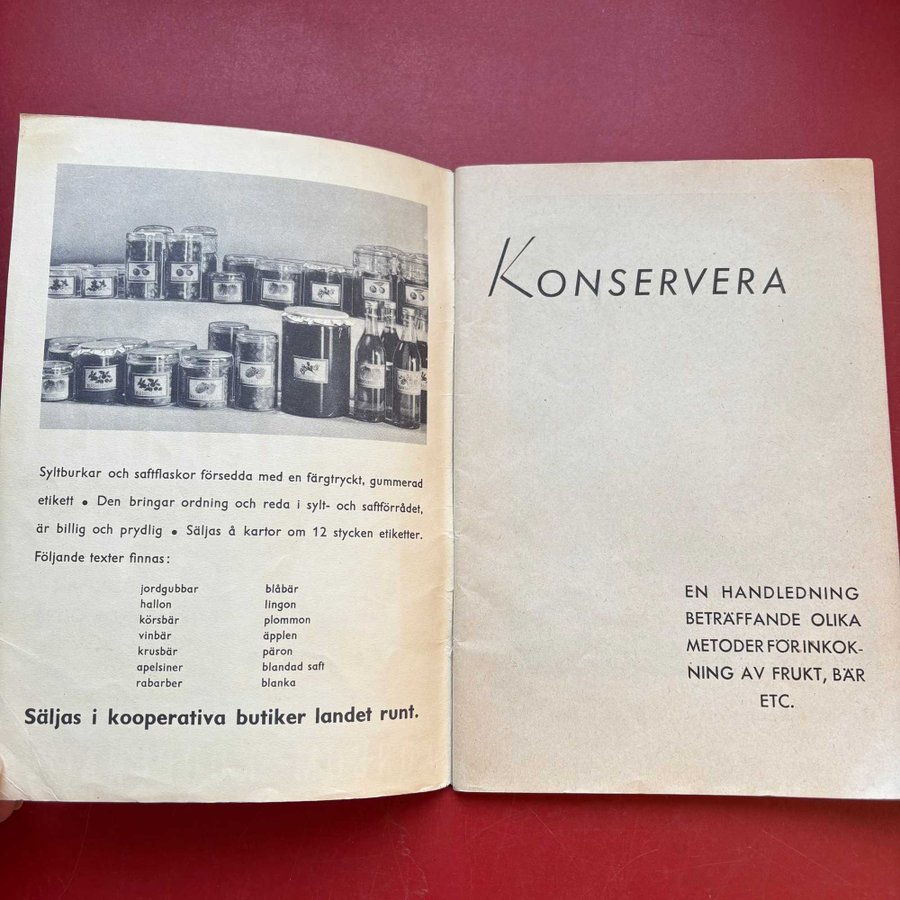 Syltburkar och saftflaskor försedda med en färgtryckt, gummerad
etikett • Den bringar ordning och reda i sylt- och saftförrådet,
är billig och prydlig • Säljas å kartor om 12 stycken etiketter.
Följande texter finnas:
jordgubbar
hallon
körsbär
vinbär
krusbär
apelsiner
rabarber
blåbär
lingon
plommon
äpplen
päron
blandad saft
blanka
Säljas i kooperativa butiker landet runt.
KONSERVERA
EN HANDLEDNING
BETRÄFFANDE OLIKA
METODER FÖR INKOK-
NING AV FRUKT, BÄR
ETC.